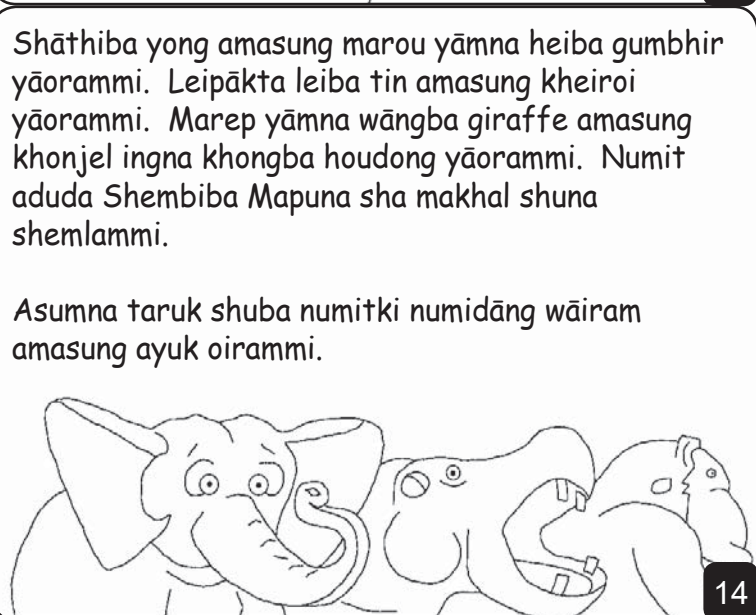 Shāthiba yong amasung marou yāmna heiba gumbhir
yāorammi. Leipākta leiba tin amasung kheiroi
yāorammi. Marep yāmna wāngba giraffe amasung
khonjel ingna khongba houdong yāorammi. Numit
aduda Shembiba Mapuna sha makhal shuna
shemlammi.
Asumna taruk shuba numitki numidāng wāiram
amasung ayuk oirammi.
14